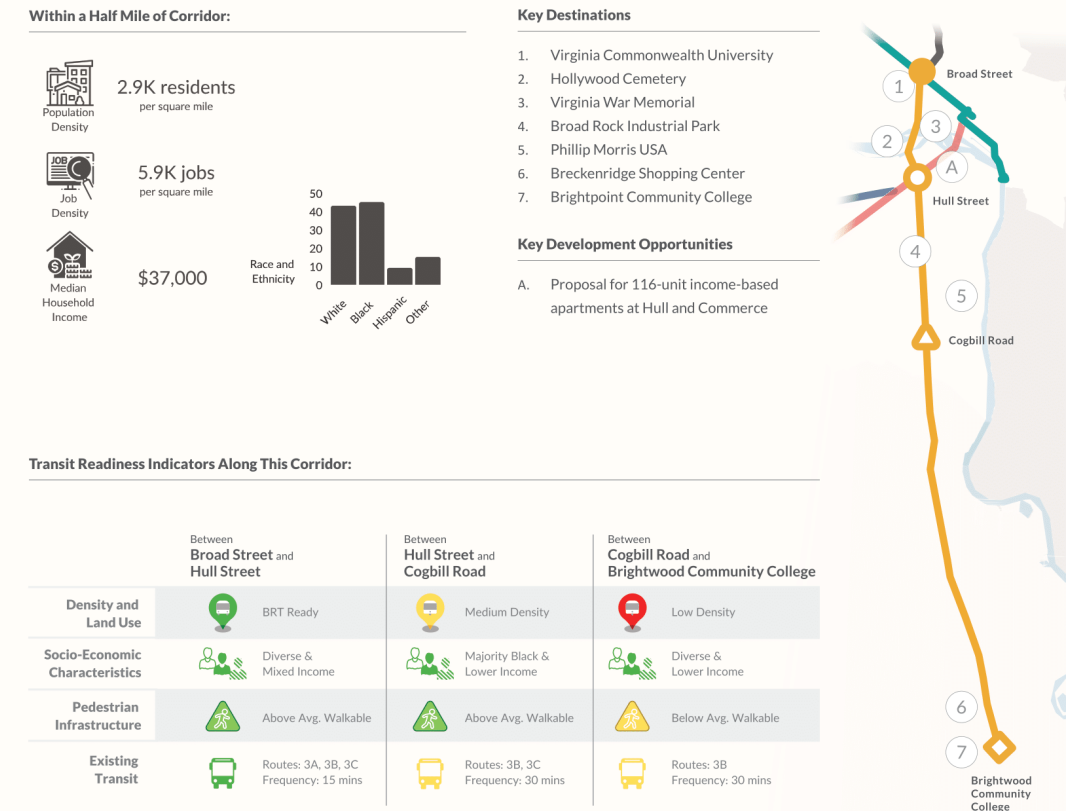 Within a Half Mile of Corridor:
Population
Density
2.9K residents
per square mile
Job
Density
JOB
5.9K jobs
per square mile
Median
Household
Income
$37,000
Race and
Ethnicity
50
40
30
20
10
0
White
Black
Hispanic
Other
Key Destinations
1. Virginia Commonwealth University
2. Hollywood Cemetery
3. Virginia War Memorial
4. Broad Rock Industrial Park
5. Phillip Morris USA
6. Breckenridge Shopping Center
7. Brightpoint Community College
Key Development Opportunities
A. Proposal for 116-unit income-based
apartments at Hull and Commerce
Broad Street
1
3
2
A
Hull Street
4
5
Cogbill Road
6
7
Brightwood
Community
College
Transit Readiness Indicators Along This Corridor:
Between
Broad Street and
Hull Street
Between
Hull Street and
Cogbill Road
Between
Cogbill Road and
Brightwood Community College
Density and
Land Use
BRT Ready
Medium Density
Low Density
Socio-Economic
Characteristics
Diverse &
Mixed Income
Majority Black &
Lower Income
Diverse &
Lower Income
Pedestrian
Infrastructure
Above Avg. Walkable
Above Avg. Walkable
Below Avg. Walkable
Existing
Transit
Routes: 3A, 3B, 3C
Frequency: 15 mins
Routes: 3B, 3C
Frequency: 30 mins
Routes: 3B
Frequency: 30 mins